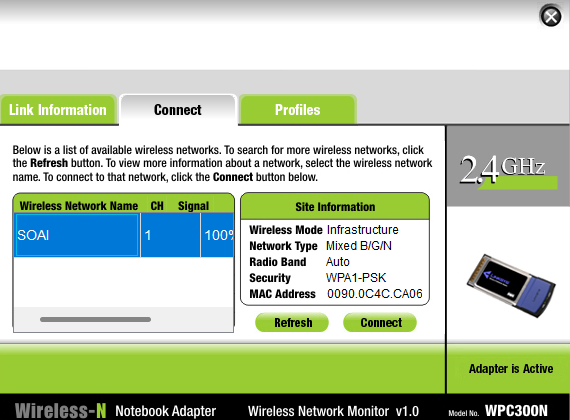 Link Information
Connect
Profiles
Below is a list of available wireless networks. To search for more wireless networks, click
the Refresh button. To view more information about a network, select the wireless network
name. To connect to that network, click the Connect button below.
2.4GHz
Wireless Network Name CH Signal
SOAI 1 100%
Site Information
Wireless Mode Infrastructure
Network Type Mixed B/G/N
Radio Band Auto
Security WPA1-PSK
MAC Address 0090.0C4C.CA06
Refresh
Connect
Adapter is Active
Wireless-N Notebook Adapter Wireless Network Monitor v1.0 Model No. WPC300N